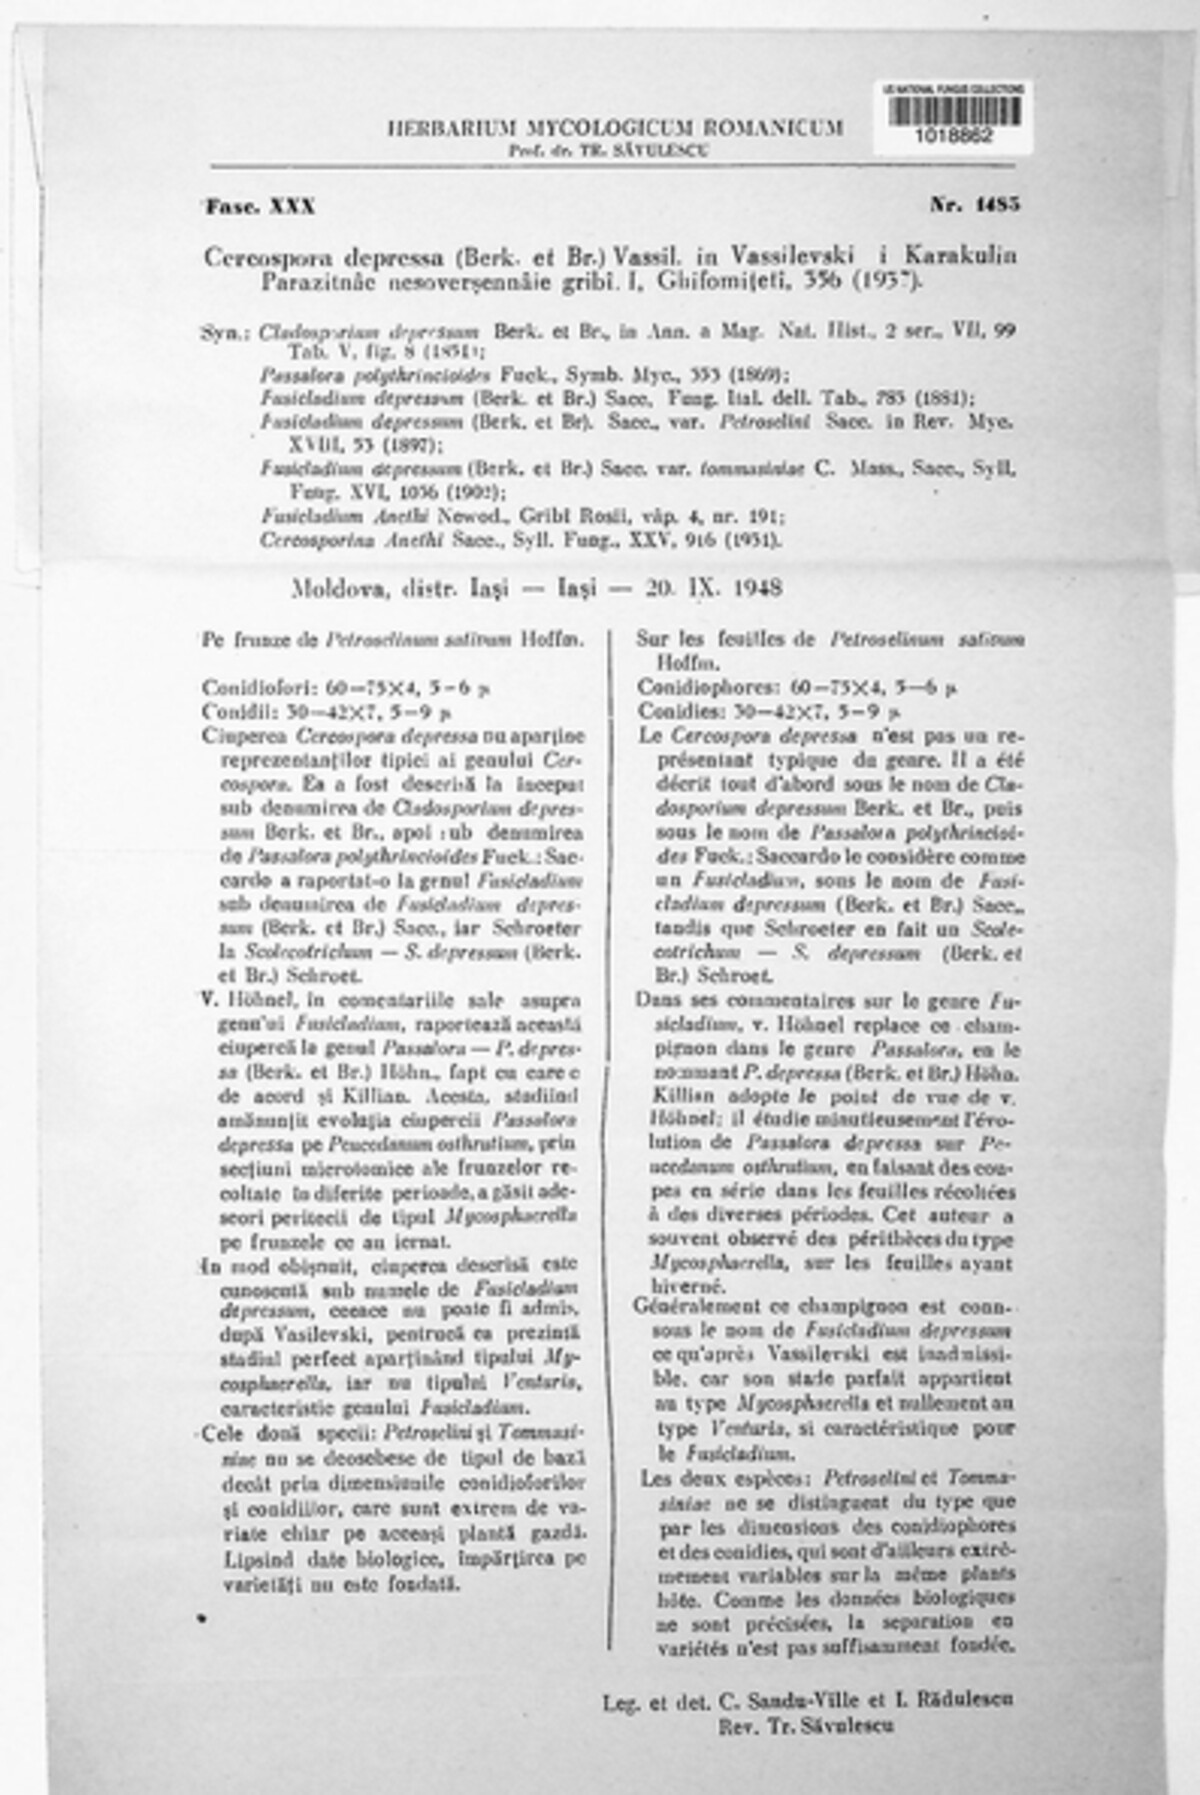 US NATIONAL FUNGUS COLLECTIONS
1018862
HERBARIUM MYCOLOGICUM ROMANICUM
Prof. dr. TR. SĂVULESCU
Fasc. XXX
Nr. 1485
Cercospora depressa (Berk. et Br.) Vassil. in Vassilevski i Karakulin
Parazitnâe nesoverşennâie gribî. I, Ghifomiţeti, 336 (1937).
Syn.: Cladosporium depressum Berk. et Br., in Ann. a Mag. Nat. Hist., 2 ser., VII, 99
Tab. V, fig. 8 (1851);
Passalora polythrincioides Fuck., Symb. Myc., 353 (1869);
Fusicladium depressum (Berk. et Br.) Sacc, Fung. Ital. dell. Tab., 783 (1881);
Fusicladium depressum (Berk. et Br). Sacc., var. Petroselini Sacc. in Rev. Myc.
XVIII, 53 (1897);
Fusicladium depressum (Berk. et Br.) Sacc. var. tommasiniae C. Mass., Sacc., Syll.
Fung. XVI, 1056 (1902);
Fusicladium Anethi Newod., Gribî Rosii, vâp. 4, nr. 191;
Cercosporina Anethi Sacc., Syll. Fung., XXV, 916 (1931).
Moldova, distr. Iaşi — Iaşi — 20. IX. 1948
Pe frunze de Petroselinum sativum Hoffm.
Conidiofori: 60—75×4, 5-6 µ
Conidii: 30—42×7, 5-9 µ
Ciuperca Cercospora depressa nu aparţine
reprezentanţilor tipici ai genului Cer-
cospora. Ea a fost descrisă la început
sub denumirea de Cladosporium depres-
sum Berk. et Br., apoi sub denumirea
de Passalora polythrincioides Fuck.; Sac-
cardo a raportat-o la genul Fusicladium
sub denumirea de Fusicladium depres-
sum (Berk. et Br.) Sacc., iar Schroeter
la Scolecotrichum — S. depressum (Berk.
et Br.) Schroet.
V. Höhnel, în comentariile sale asupra
genului Fusicladium, raportează această
ciupercă la genul Passalora — P. depres-
sa (Berk. et Br.) Höhn., fapt cu care e
de acord şi Killian. Acesta, studiind
amănunţit evoluţia ciupercii Passalora
depressa pe Peucedanum osthrutium, prin
secţiuni microtomice ale frunzelor re-
coltate în diferite perioade, a găsit ade-
seori peritecii de tipul Mycosphaerella
pe frunzele ce au iernat.
In mod obişnuit, ciuperca descrisă este
cunoscută sub numele de Fusicladium
depressum, ceeace nu poate fi admis,
după Vasilevski, pentrucă ea prezintă
stadiul perfect aparţinând tipului My-
cosphaerella, iar nu tipului Venturia,
caracteristic genului Fusicladium.
Cele două specii: Petroselini şi Tommasi-
niae nu se deosebesc de tipul de bază
decât prin dimensiunile conidioforilor
şi conidiilor, care sunt extrem de va-
riate chiar pe aceeaşi plantă gazdă.
Lipsind date biologice, împărţirea pe
varietăţi nu este fondată.
Sur les feuilles de Petroselinum sativum
Hoffm.
Conidiophores: 60—75×4, 5—6 µ
Conidies: 30—42×7, 5—9 µ
Le Cercospora depressa n'est pas un re-
présentant typique du genre. Il a été
décrit tout d'abord sous le nom de Cla-
dosporium depressum Berk. et Br., puis
sous le nom de Passalora polythrincioi-
des Fuck.; Saccardo le considère comme
un Fusicladium, sous le nom de Fusi-
cladium depressum (Berk. et Br.) Sacc.,
tandis que Schroeter en fait un Scole-
cotrichum — S. depressum (Berk. et
Br.) Schroet.
Dans ses commentaires sur le genre Fu-
sicladium, v. Höhnel replace ce cham-
pignon dans le genre Passalora, en le
nommant P. depressa (Berk. et Br.) Höhn.
Killian adopte le point de vue de v.
Höhnel; il étudie minutieusement l'évo-
lution de Passalora depressa sur Pe-
ucedanum osthrutium, en faisant des cou-
pes en série dans les feuilles récoltées
à des diverses périodes. Cet auteur a
souvent observé des périthèces du type
Mycosphaerella, sur les feuilles ayant
hiverné.
Généralement ce champignon est conn-
sous le nom de Fusicladium depressum
ce qu'après Vassilevski est inadmissi-
ble, car son stade parfait appartient
au type Mycosphaerella et nullement au
type Venturia, si caractéristique pour
le Fusicladium.
Les deux espèces: Petroselini et Tomma-
siniae ne se distinguent du type que
par les dimensions des conidiophores
et des conidies, qui sont d'ailleurs extrê-
mement variables sur la même plante
hôte. Comme les données biologiques
ne sont précisées, la separation en
variétés n'est pas suffisamment fondée.
Leg. et det. C. Sandu-Ville et I. Rădulescu
Rev. Tr. Săvulescu